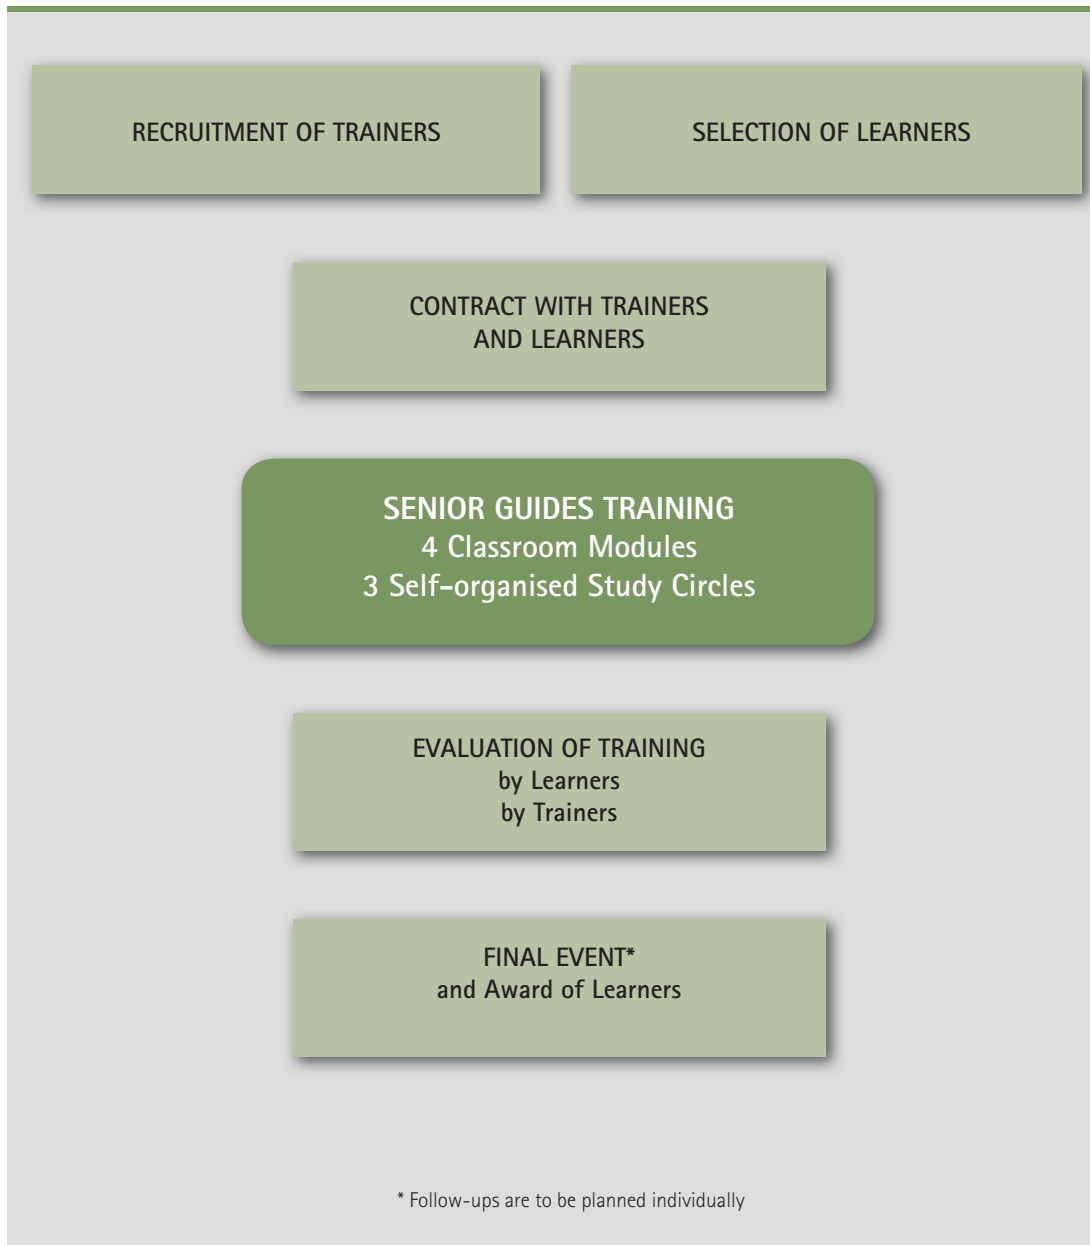 RECRUITMENT OF TRAINERS
SELECTION OF LEARNERS
CONTRACT WITH TRAINERS
AND LEARNERS
SENIOR GUIDES TRAINING
4 Classroom Modules
3 Self-organised Study Circles
EVALUATION OF TRAINING
by Learners
by Trainers
FINAL EVENT*
and Award of Learners
* Follow-ups are to be planned individually